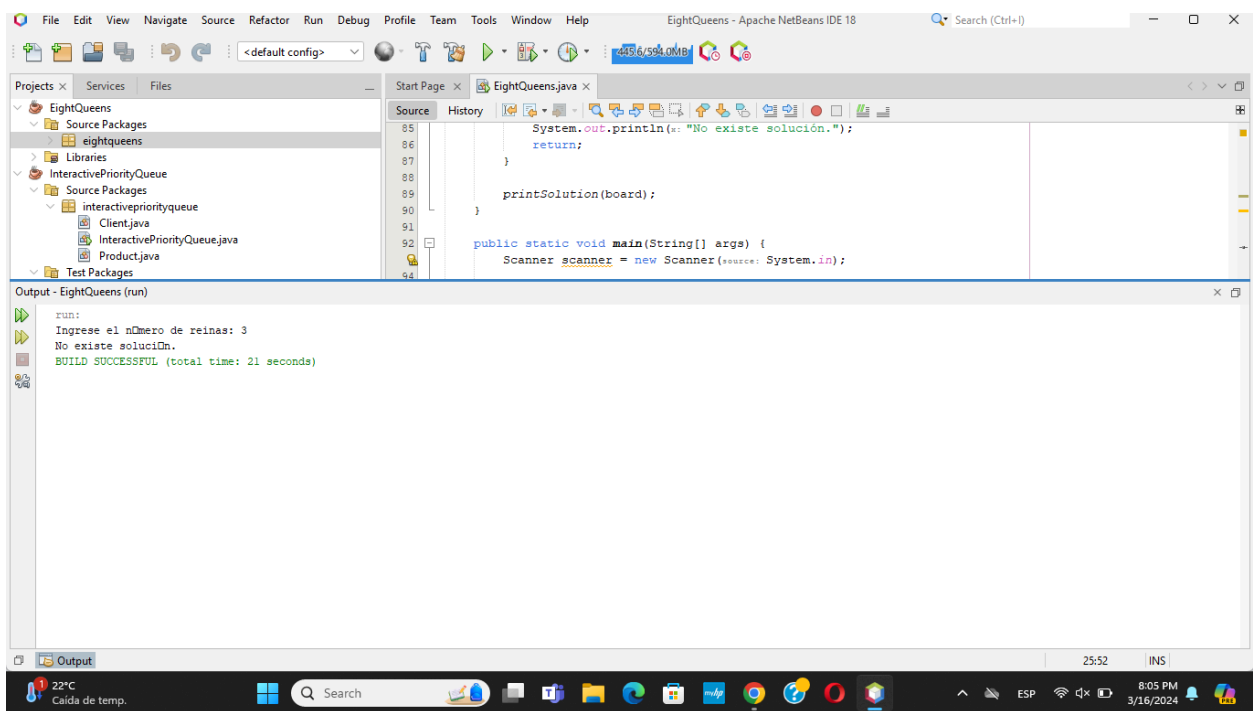 File Edit View Navigate Source Refactor Run Debug Profile Team Tools Window Help EightQueens - Apache NetBeans IDE 18 Search (Ctrl+I)
<default config> 445.6/594.0MB
Projects Services Files Start Page EightQueens.java
EightQueens Source History
Source Packages 85 System.out.println(x: "No existe solución.");
eightqueens 86 return;
Libraries 87 }
InteractivePriorityQueue 88
Source Packages 89 printSolution(board);
interactivepriorityqueue 90 }
Client.java 91
InteractivePriorityQueue.java 92 public static void main(String[] args) {
Product.java Scanner scanner = new Scanner(source: System.in);
Test Packages 94
Output - EightQueens (run)
run:
Ingrese el n□mero de reinas: 3
No existe soluci□n.
BUILD SUCCESSFUL (total time: 21 seconds)
Output 25:52 INS
1 22°C
Caída de temp. Search myhp ESP 8:05 PM
3/16/2024 PRE